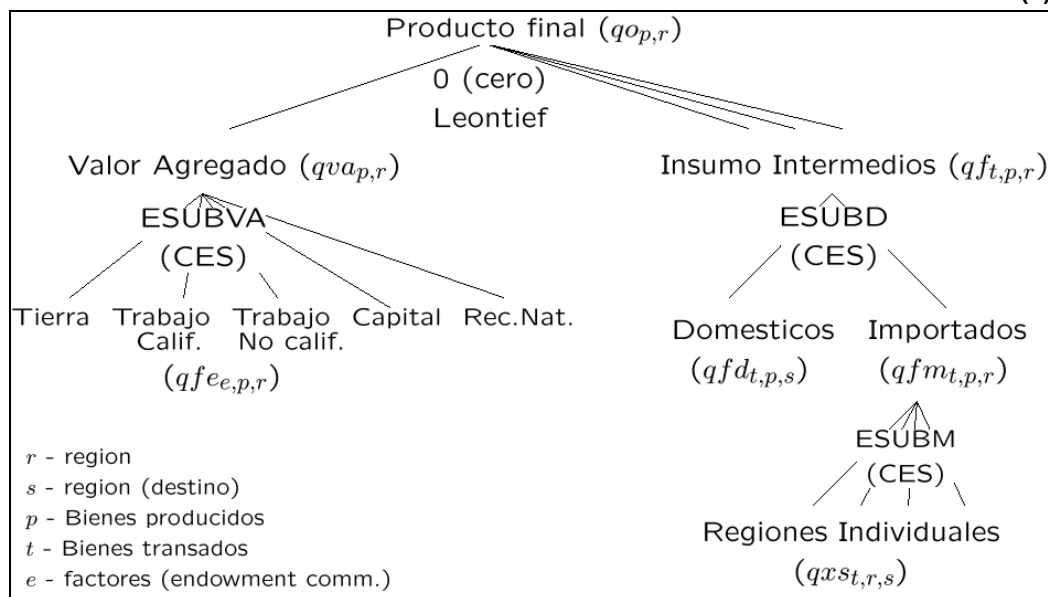 Producto final (qo_{p,r})
0 (cero)
Leontief
Valor Agregado (qva_{p,r})
Insumo Intermedios (qf_{t,p,r})
ESUBVA
(CES)
ESUBD
(CES)
Tierra Trabajo Calif. Trabajo No calif. Capital Rec.Nat.
(qfe_{e,p,r})
Domesticos Importados
(qfd_{t,p,s}) (qfm_{t,p,r})
ESUBM
(CES)
Regiones Individuales
(qxs_{t,r,s})
r - region
s - region (destino)
p - Bienes producidos
t - Bienes transados
e - factores (endowment comm.)